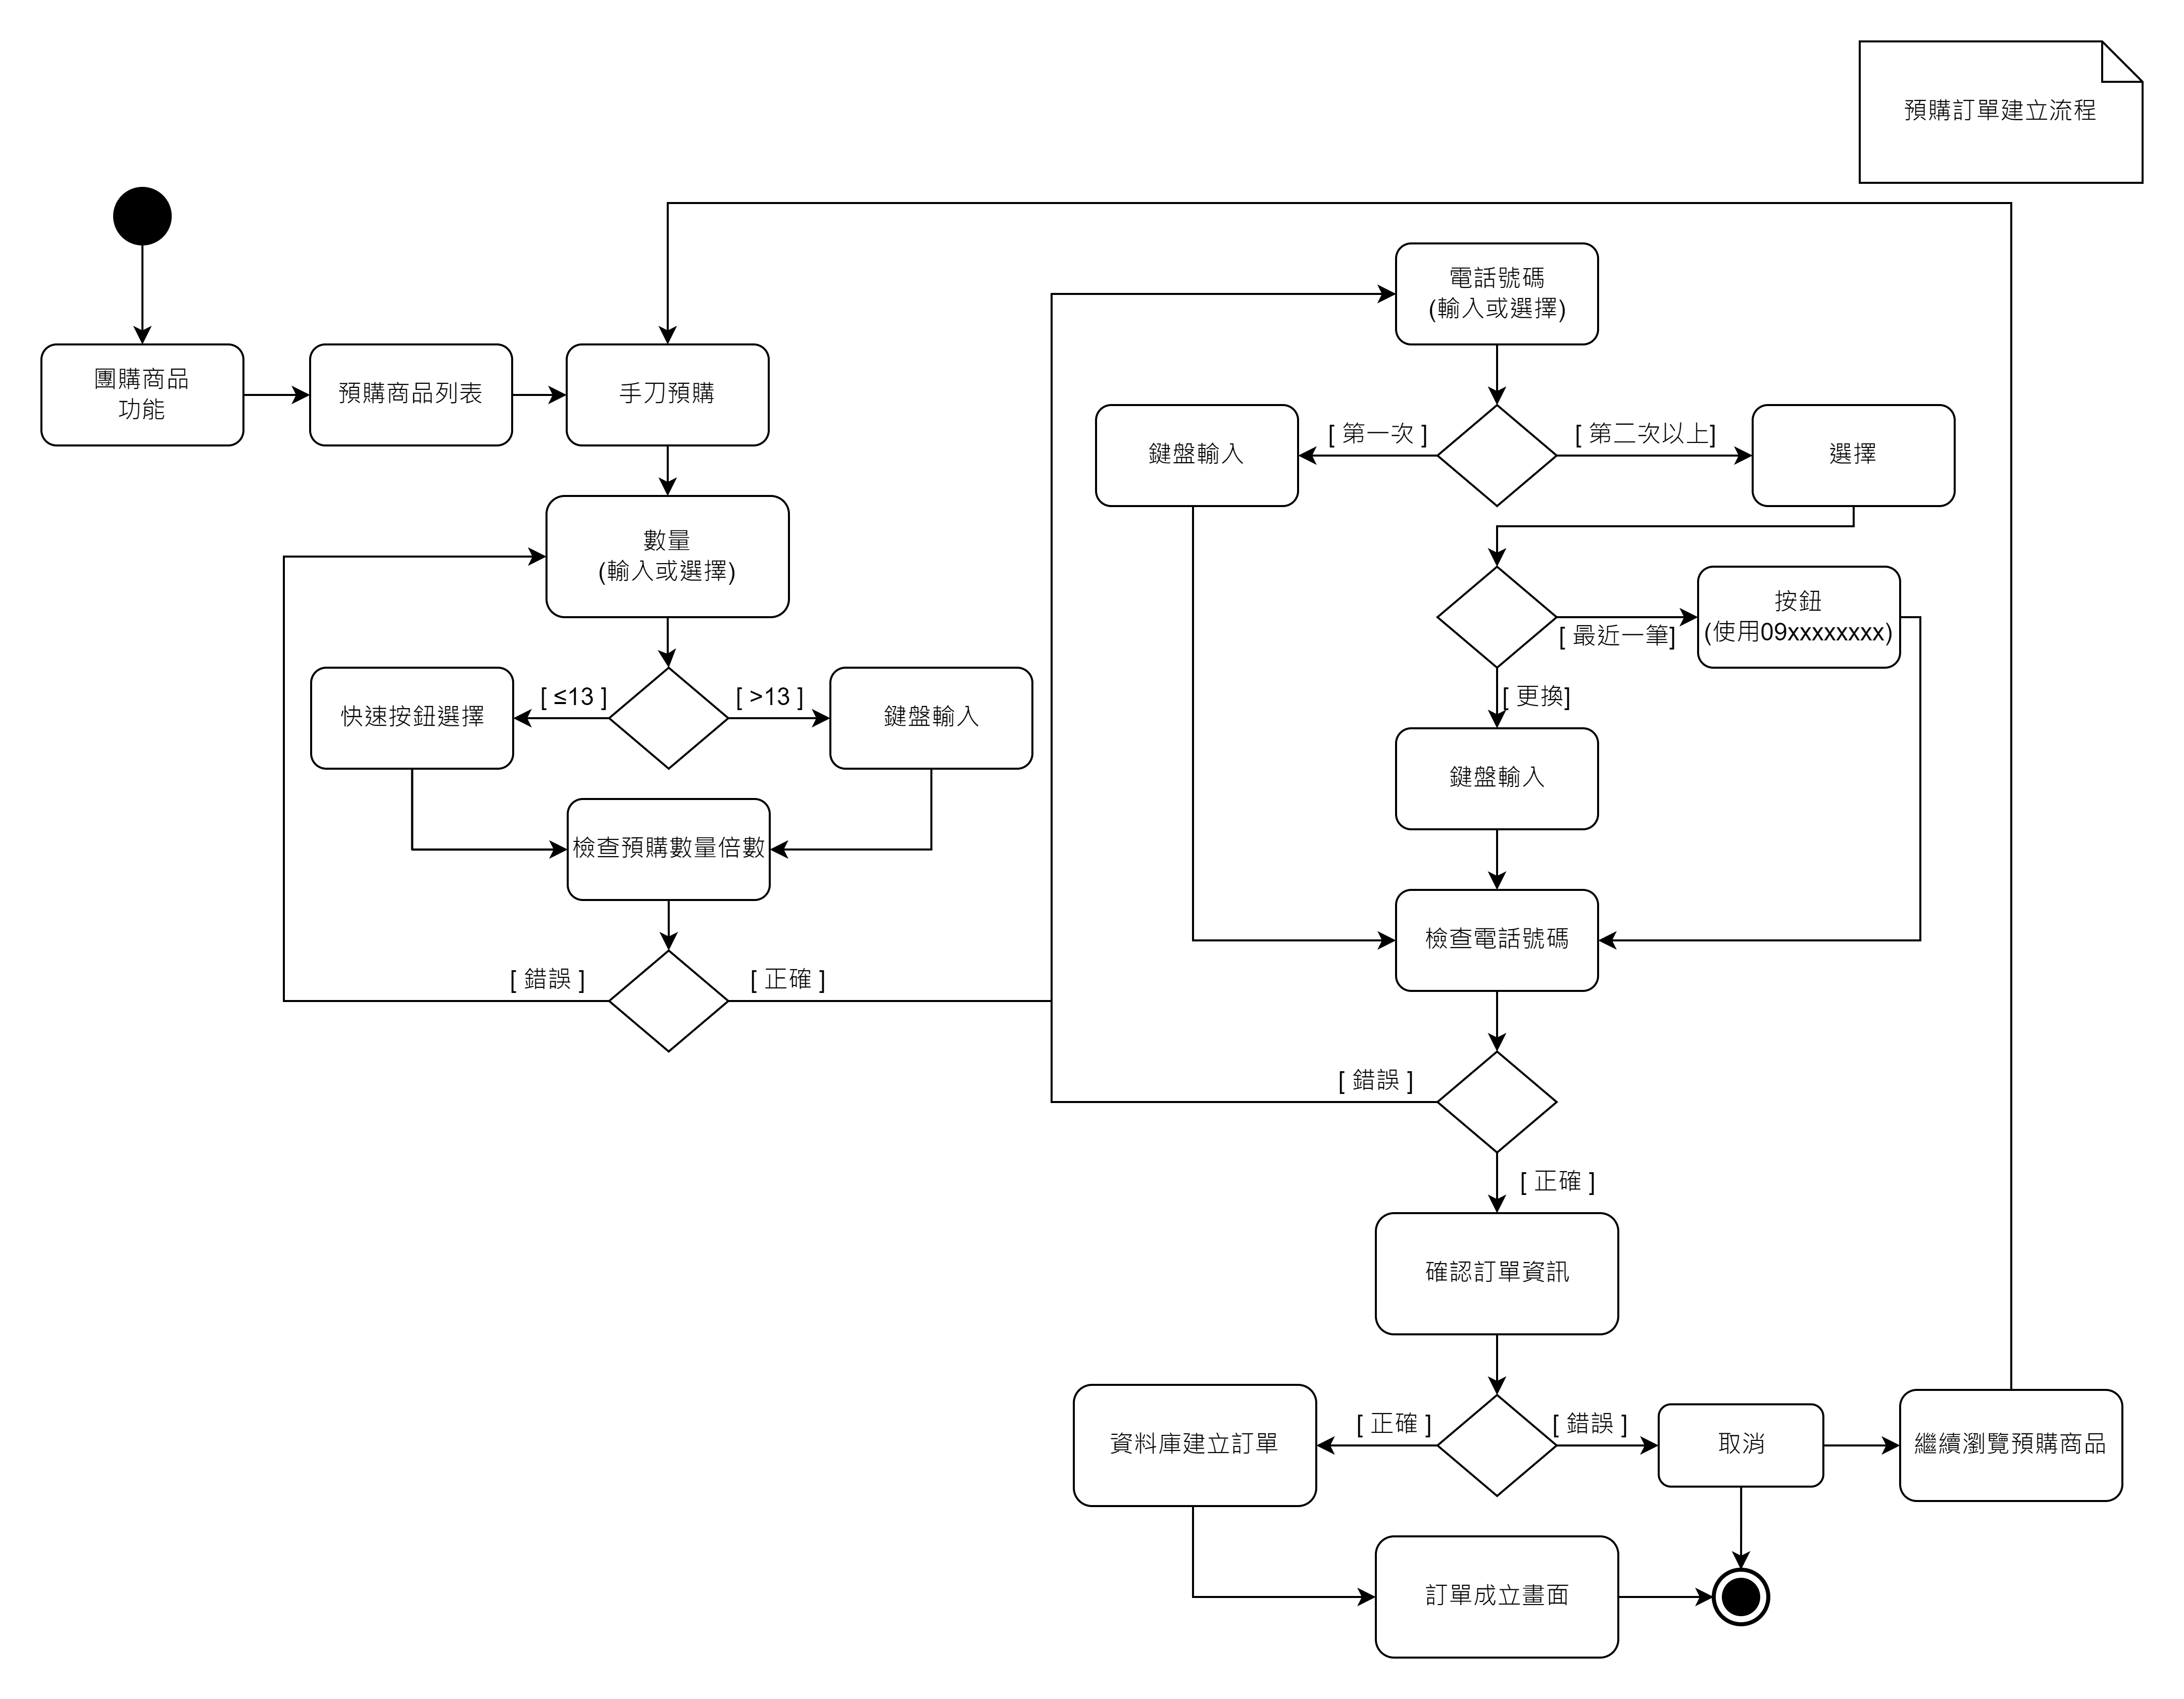 預購訂單建立流程
團購商品
功能
預購商品列表
手刀預購
數量
(輸入或選擇)
[ ≤13 ]
[ >13 ]
快速按鈕選擇
鍵盤輸入
檢查預購數量倍數
[ 錯誤 ]
[ 正確 ]
電話號碼
(輸入或選擇)
[ 第一次 ]
[ 第二次以上]
鍵盤輸入
選擇
[ 最近一筆]
按鈕
(使用09xxxxxxxx)
[ 更換]
鍵盤輸入
檢查電話號碼
[ 錯誤 ]
[ 正確 ]
確認訂單資訊
[ 正確 ]
[ 錯誤 ]
資料庫建立訂單
取消
繼續瀏覽預購商品
訂單成立畫面